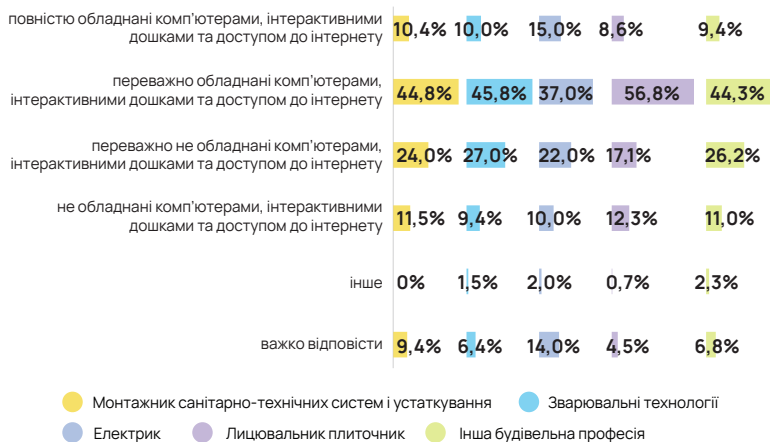 повністю обладнані комп’ютерами, інтерактивними
дошками та доступом до інтернету
10,4% 10,0% 15,0% 8,6% 9,4%
переважно обладнані комп’ютерами,
інтерактивними дошками та доступом до інтернету
44,8% 45,8% 37,0% 56,8% 44,3%
переважно не обладнані комп’ютерами,
інтерактивними дошками та доступом до інтернету
24,0% 27,0% 22,0% 17,1% 26,2%
не обладнані комп’ютерами, інтерактивними
дошками та доступом до інтернету
11,5% 9,4% 10,0% 12,3% 11,0%
інше 0% 1,5% 2,0% 0,7% 2,3%
важко відповісти 9,4% 6,4% 14,0% 4,5% 6,8%
Монтажник санітарно-технічних систем і устаткування Зварювальні технології
Електрик Лицювальник плиточник Інша будівельна професія